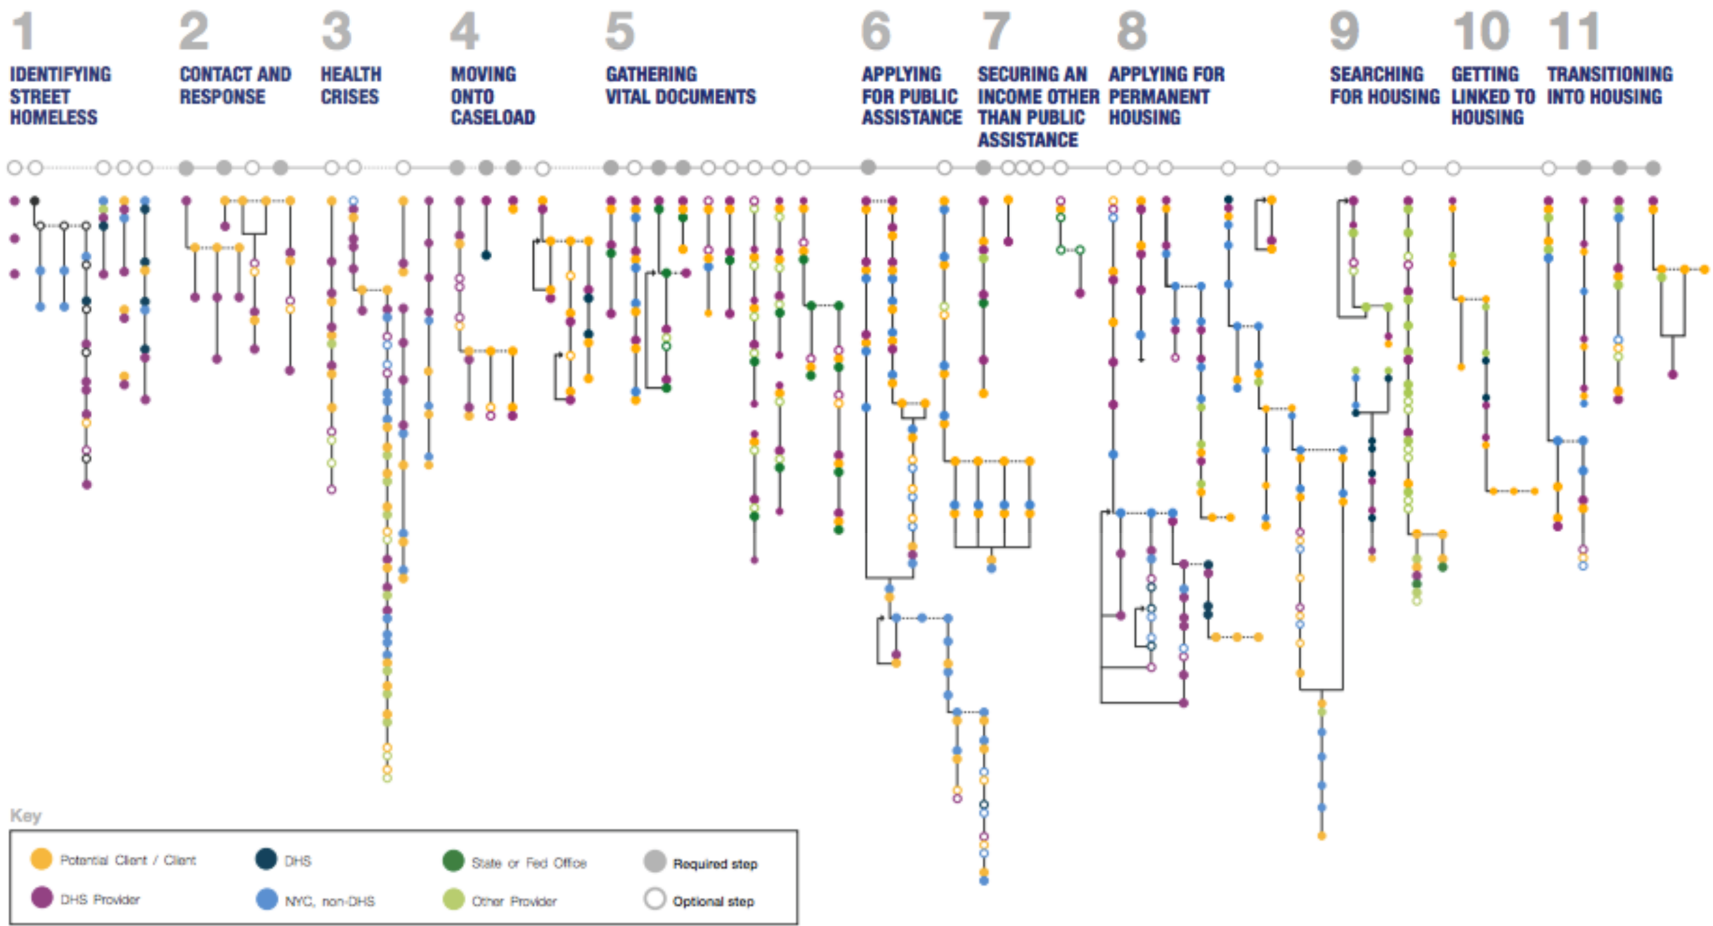 1
IDENTIFYING
STREET
HOMELESS
2
CONTACT AND
RESPONSE
3
HEALTH
CRISES
4
MOVING
ONTO
CASELOAD
5
GATHERING
VITAL DOCUMENTS
6
APPLYING
FOR PUBLIC
ASSISTANCE
7
SECURING AN
INCOME OTHER
THAN PUBLIC
ASSISTANCE
8
APPLYING FOR
PERMANENT
HOUSING
9
SEARCHING
FOR HOUSING
10
GETTING
LINKED TO
HOUSING
11
TRANSITIONING
INTO HOUSING
Key
Potential Client / Client
DHS
State or Fed Office
Required step
DHS Provider
NYC, non-DHS
Other Provider
Optional step